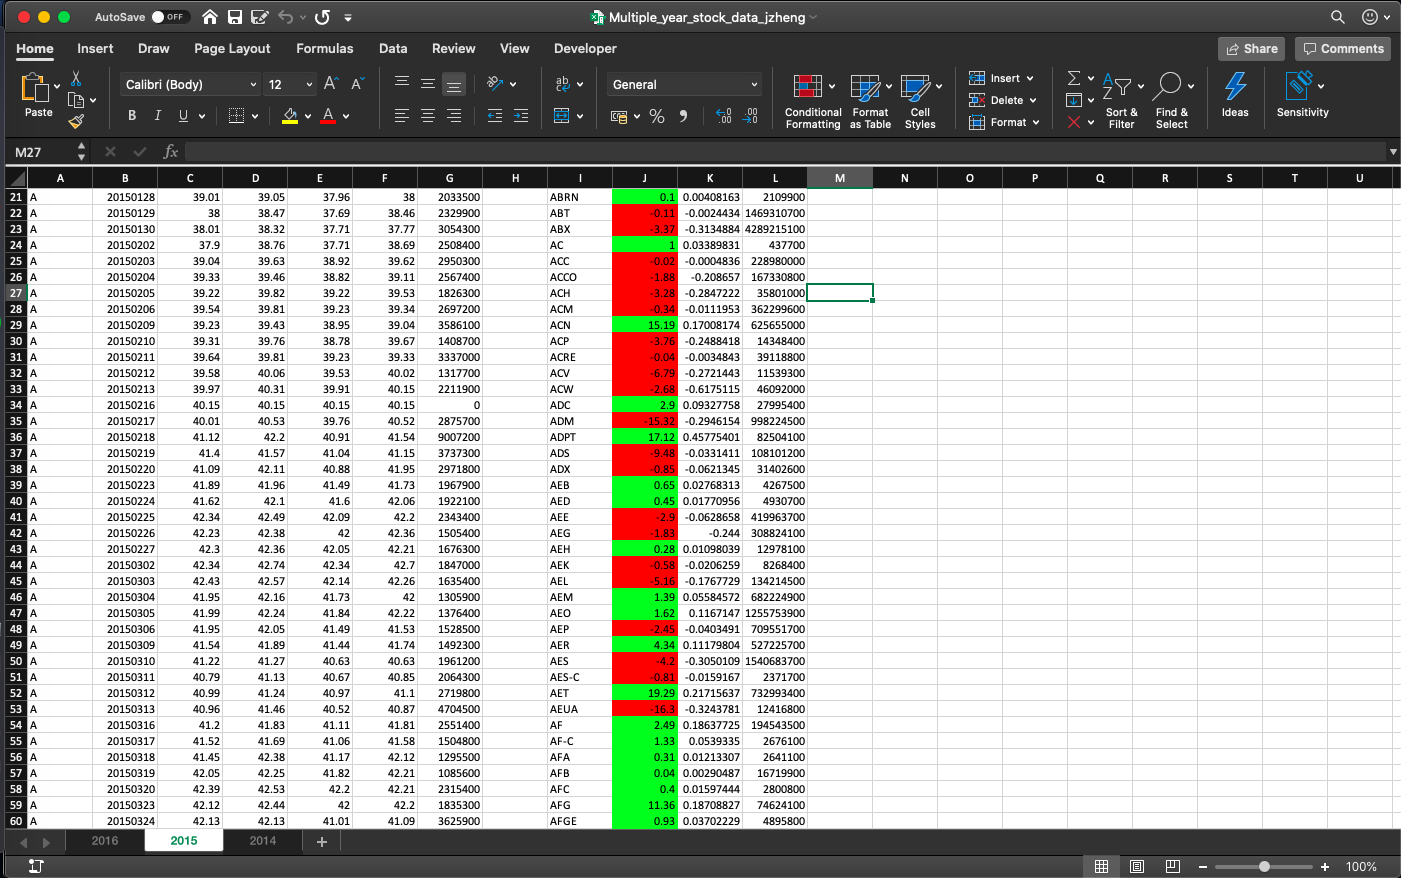 AutoSave OFF Multiple_year_stock_data_jzheng
Home Insert Draw Page Layout Formulas Data Review View Developer Share Comments
Paste Calibri (Body) 12 A A B I U A ab General % Conditional Formatting Format as Table Cell Styles Insert Delete Format Sort & Filter Find & Select Ideas Sensitivity
M27 fx
A B C D E F G H I J K L M N O P Q R S T U
21 A 20150128 39.01 39.05 37.96 38 2033500 ABRN 0.1 0.00408163 2109900
22 A 20150129 38 38.47 37.69 38.46 2329900 ABT -0.11 -0.0024434 1469310700
23 A 20150130 38.01 38.32 37.71 37.77 3054300 ABX -3.37 -0.3134884 4289215100
24 A 20150202 37.9 38.76 37.71 38.69 2508400 AC 1 0.03389831 437700
25 A 20150203 39.04 39.63 38.92 39.62 2950300 ACC -0.02 -0.0004836 228980000
26 A 20150204 39.33 39.46 38.82 39.11 2567400 ACCO -1.88 -0.208657 167330800
27 A 20150205 39.22 39.82 39.22 39.53 1826300 ACH -3.28 -0.2847222 35801000
28 A 20150206 39.54 39.81 39.23 39.34 2697200 ACM -0.34 -0.0111953 362299600
29 A 20150209 39.23 39.43 38.95 39.04 3586100 ACN 15.19 0.17008174 625655000
30 A 20150210 39.31 39.76 38.78 39.67 1408700 ACP -3.76 -0.2488418 14348400
31 A 20150211 39.64 39.81 39.23 39.33 3337000 ACRE -0.04 -0.0034843 39118800
32 A 20150212 39.58 40.06 39.53 40.02 1317700 ACV -6.79 -0.2721443 11539300
33 A 20150213 39.97 40.31 39.91 40.15 2211900 ACW -2.68 -0.6175115 46092000
34 A 20150216 40.15 40.15 40.15 40.15 0 ADC 2.9 0.09327758 27995400
35 A 20150217 40.01 40.53 39.76 40.52 2875700 ADM -15.32 -0.2946154 998224500
36 A 20150218 41.12 42.2 40.91 41.54 9007200 ADPT 17.12 0.45775401 82504100
37 A 20150219 41.4 41.57 41.04 41.15 3737300 ADS -9.48 -0.0331411 108101200
38 A 20150220 41.09 42.11 40.88 41.95 2971800 ADX -0.85 -0.0621345 31402600
39 A 20150223 41.89 41.96 41.49 41.73 1967900 AEB 0.65 0.02768313 4267500
40 A 20150224 41.62 42.1 41.6 42.06 1922100 AED 0.45 0.01770956 4930700
41 A 20150225 42.34 42.49 42.09 42.2 2343400 AEE -2.9 -0.0628658 419963700
42 A 20150226 42.23 42.38 42 42.36 1505400 AEG -1.83 -0.244 308824100
43 A 20150227 42.3 42.36 42.05 42.21 1676300 AEH 0.28 0.01098039 12978100
44 A 20150302 42.34 42.74 42.34 42.7 1847000 AEK -0.58 -0.0206259 8268400
45 A 20150303 42.43 42.57 42.14 42.26 1635400 AEL -5.16 -0.1767729 134214500
46 A 20150304 41.95 42.16 41.73 42 1305900 AEM 1.39 0.05584572 682224900
47 A 20150305 41.99 42.24 41.84 42.22 1376400 AEO 1.62 0.1167147 1255753900
48 A 20150306 41.95 42.05 41.49 41.53 1528500 AEP -2.45 -0.0403491 709551700
49 A 20150309 41.54 41.89 41.44 41.74 1492300 AER 4.34 0.11179804 527225700
50 A 20150310 41.22 41.27 40.63 40.63 1961200 AES -4.2 -0.3050109 1540683700
51 A 20150311 40.79 41.13 40.67 40.85 2064300 AES-C -0.81 -0.0159167 2371700
52 A 20150312 40.99 41.24 40.97 41.1 2719800 AET 19.29 0.21715637 732993400
53 A 20150313 40.96 41.46 40.52 40.87 4704500 AEUA -16.3 -0.3243781 12416800
54 A 20150316 41.2 41.83 41.11 41.81 2551400 AF 2.49 0.18637725 194543500
55 A 20150317 41.52 41.69 41.06 41.58 1504800 AF-C 1.33 0.0539335 2676100
56 A 20150318 41.45 42.38 41.17 42.12 1295500 AFA 0.31 0.01213307 2641100
57 A 20150319 42.05 42.25 41.82 42.21 1085600 AFB 0.04 0.00290487 16719900
58 A 20150320 42.39 42.53 42.2 42.21 2315400 AFC 0.4 0.01597444 2800800
59 A 20150323 42.12 42.44 42 42.2 1835300 AFG 11.36 0.18708827 74624100
60 A 20150324 42.13 42.13 41.01 41.09 3625900 AFGE 0.93 0.03702229 4895800
2016 2015 2014 +
100%